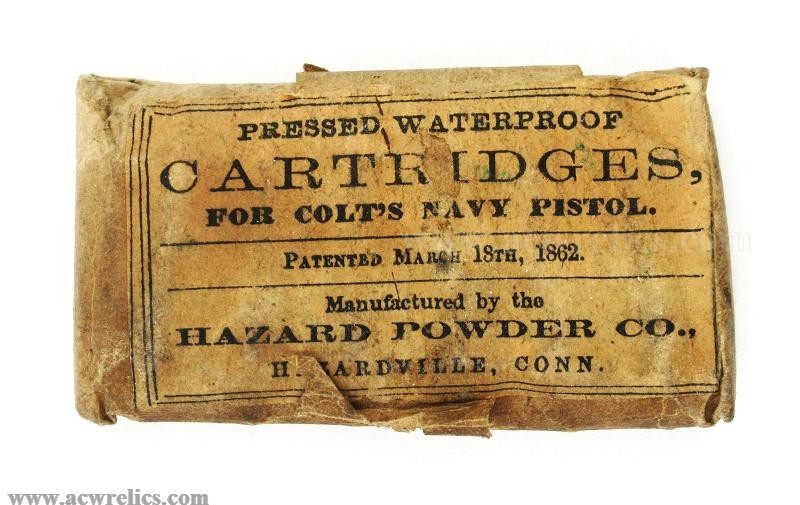 PRESSED WATERPROOF
CARTRIDGES,
FOR COLT'S NAVY PISTOL.
PATENTED MARCH 18TH, 1862.
Manufactured by the
HAZARD POWDER CO.,
CONN.
www.acwrelics.com